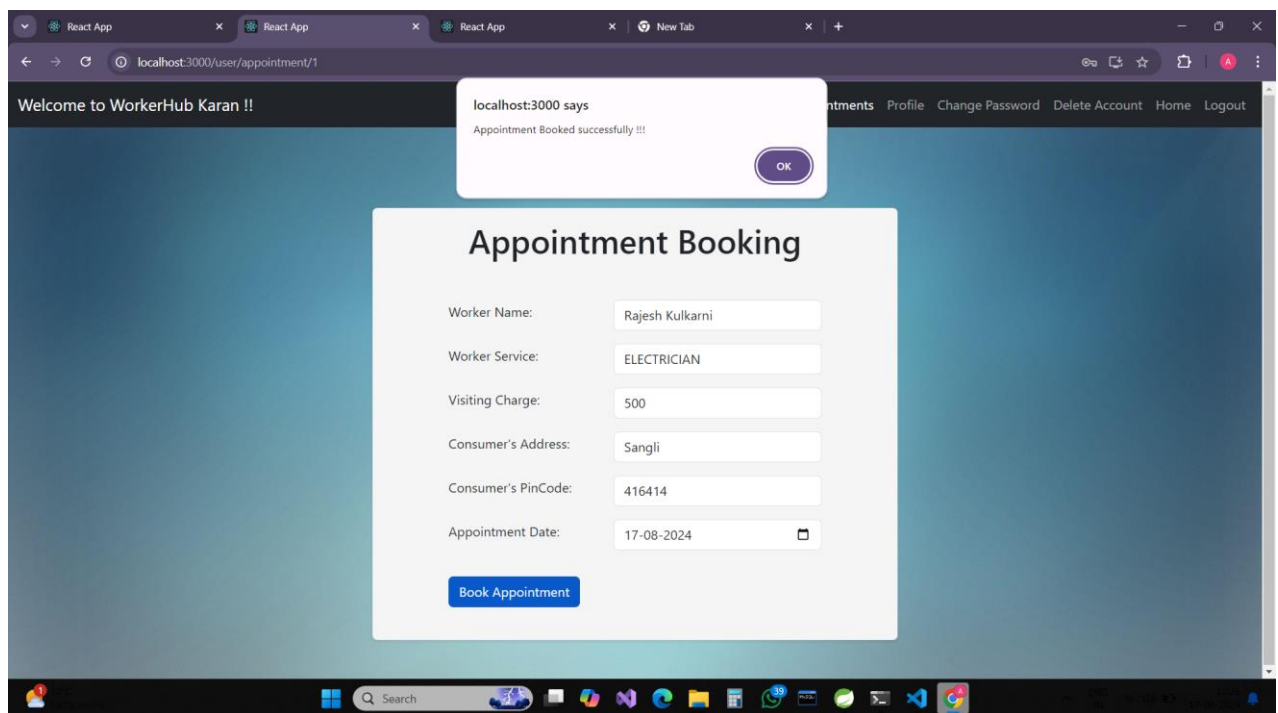 React App
React App
React App
New Tab
localhost:3000/user/appointment/1
A
Welcome to WorkerHub Karan !!
ntments Profile Change Password Delete Account Home Logout
localhost:3000 says
Appointment Booked successfully !!!
OK
Appointment Booking
Worker Name: Rajesh Kulkarni
Worker Service: ELECTRICIAN
Visiting Charge: 500
Consumer's Address: Sangli
Consumer's PinCode: 416414
Appointment Date: 17-08-2024
Book Appointment
1
Search
39